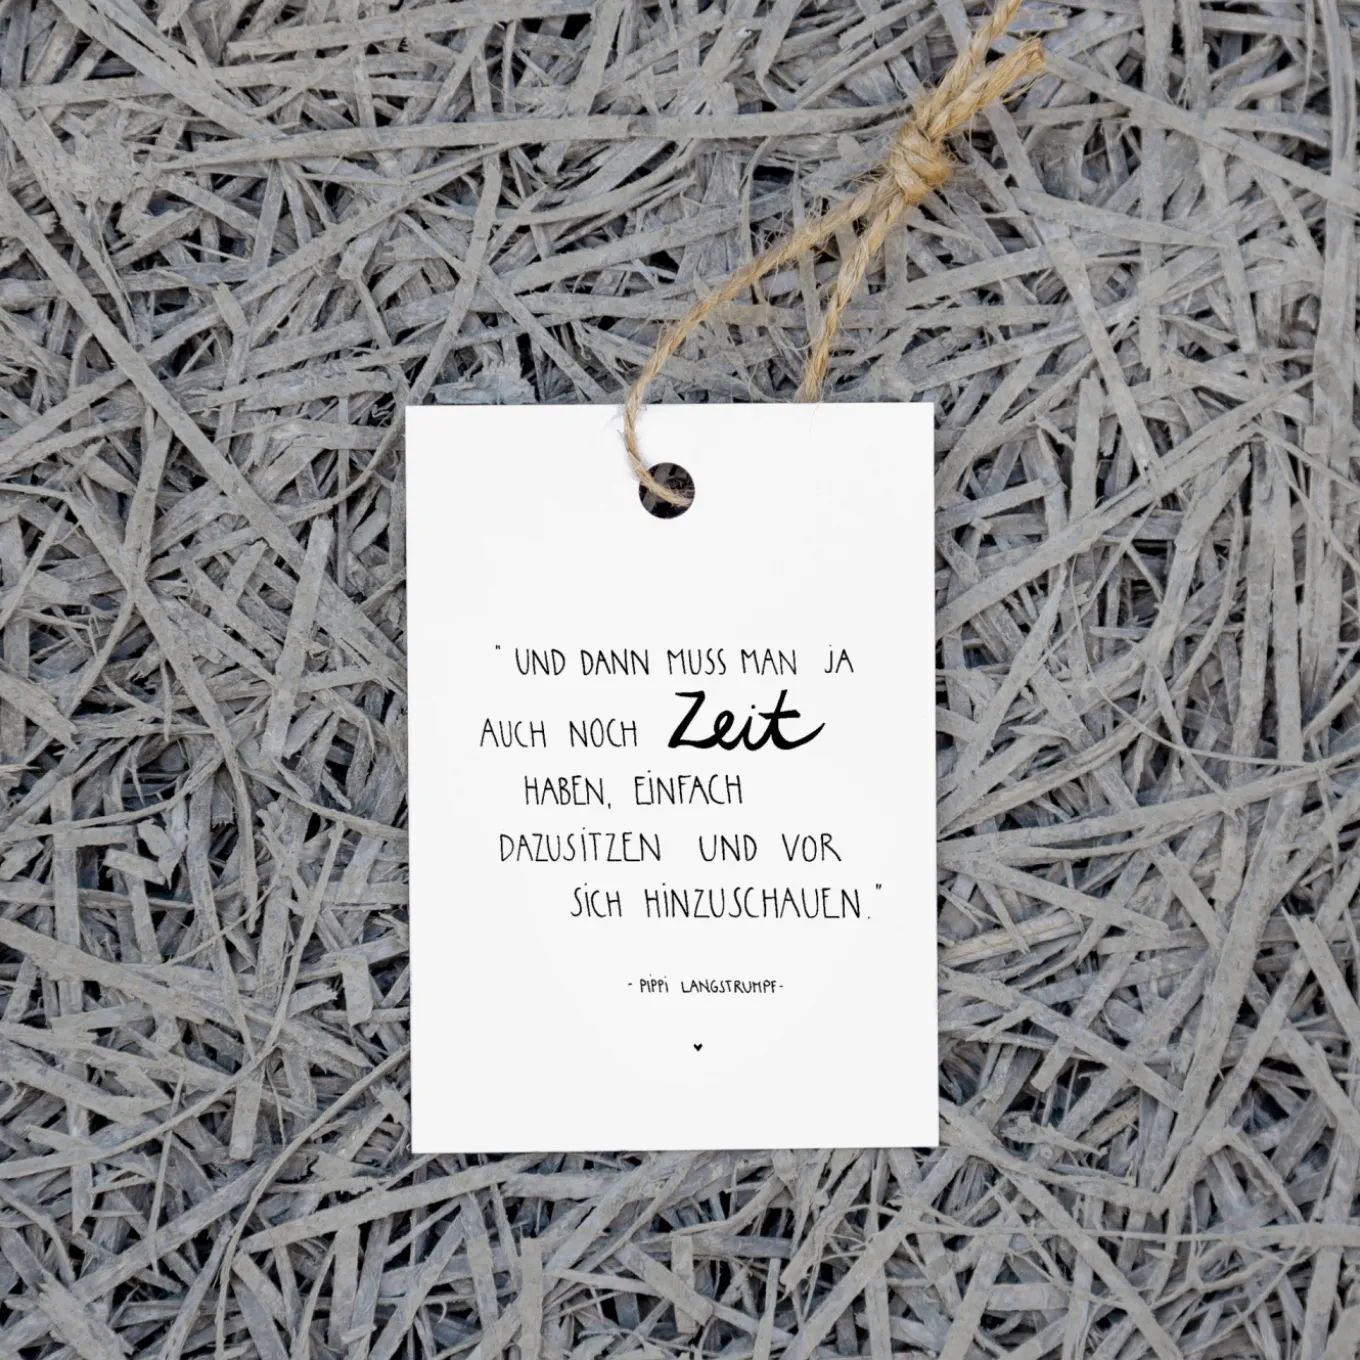 " UND DANN MUSS MAN JA
AUCH NOCH Zeit
HABEN, EINFACH
DAZUSITZEN UND VOR
SICH HINZUSCHAUEN."
- PIPPI LANGSTRUMPF-